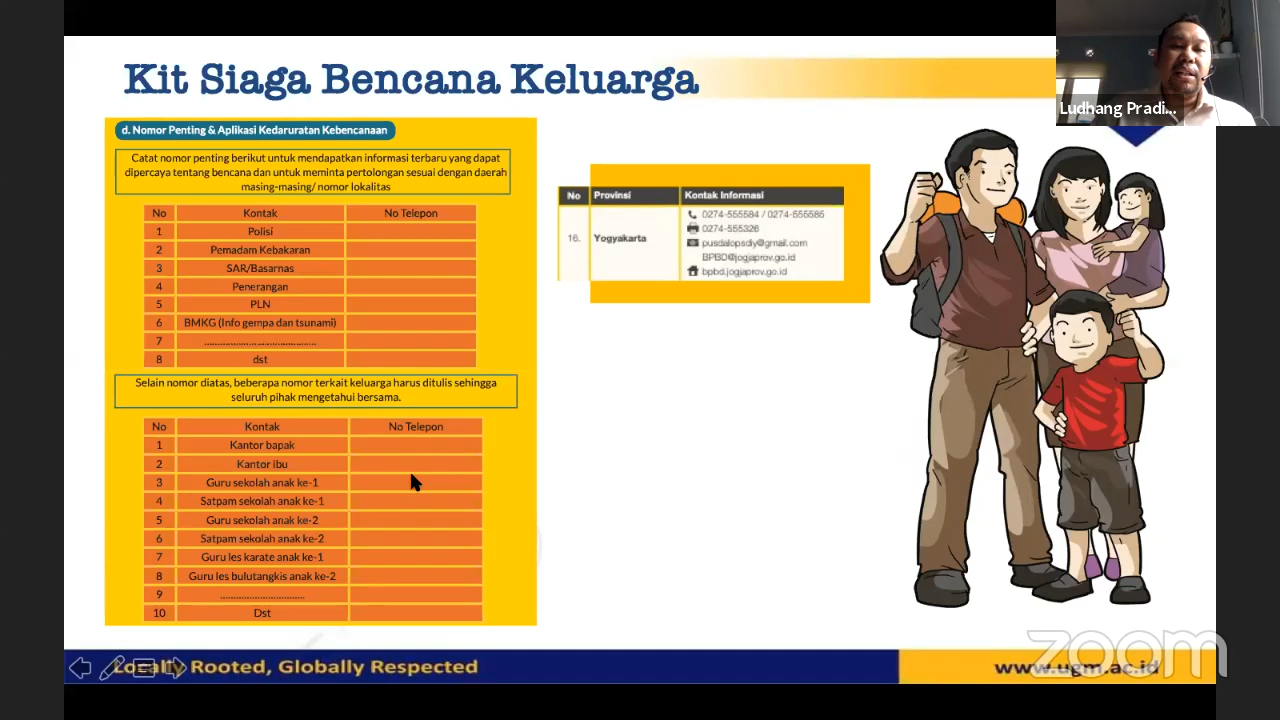 Kit Siaga Bencana Keluarga
Ludhang Pradi...
d. Nomor Penting & Aplikasi Kedaruratan Kebencanaan
Catat nomor penting berikut untuk mendapatkan informasi terbaru yang dapat
dipercaya tentang bencana dan untuk meminta pertolongan sesuai dengan daerah
masing-masing/ nomor lokalitas
No Kontak No Telepon
1 Polisi
2 Pemadam Kebakaran
3 SAR/Basarnas
4 Penerangan
5 PLN
6 BMKG (Info gempa dan tsunami)
7 ........................................
8 dst
Selain nomor diatas, beberapa nomor terkait keluarga harus ditulis sehingga
seluruh pihak mengetahui bersama.
No Kontak No Telepon
1 Kantor bapak
2 Kantor ibu
3 Guru sekolah anak ke-1
4 Satpam sekolah anak ke-1
5 Guru sekolah anak ke-2
6 Satpam sekolah anak ke-2
7 Guru les karate anak ke-1
8 Guru les bulutangkis anak ke-2
9 ..............................
10 Dst
No Provinsi Kontak Informasi
16. Yogyakarta
0274-555584 / 0274-555585
0274-555326
pusdalopsdiy@gmail.com
BPBD@jogjaprov.go.id
bpbd.jogjaprov.go.id
Locally Rooted, Globally Respected
www.ugm.ac.id
zoom